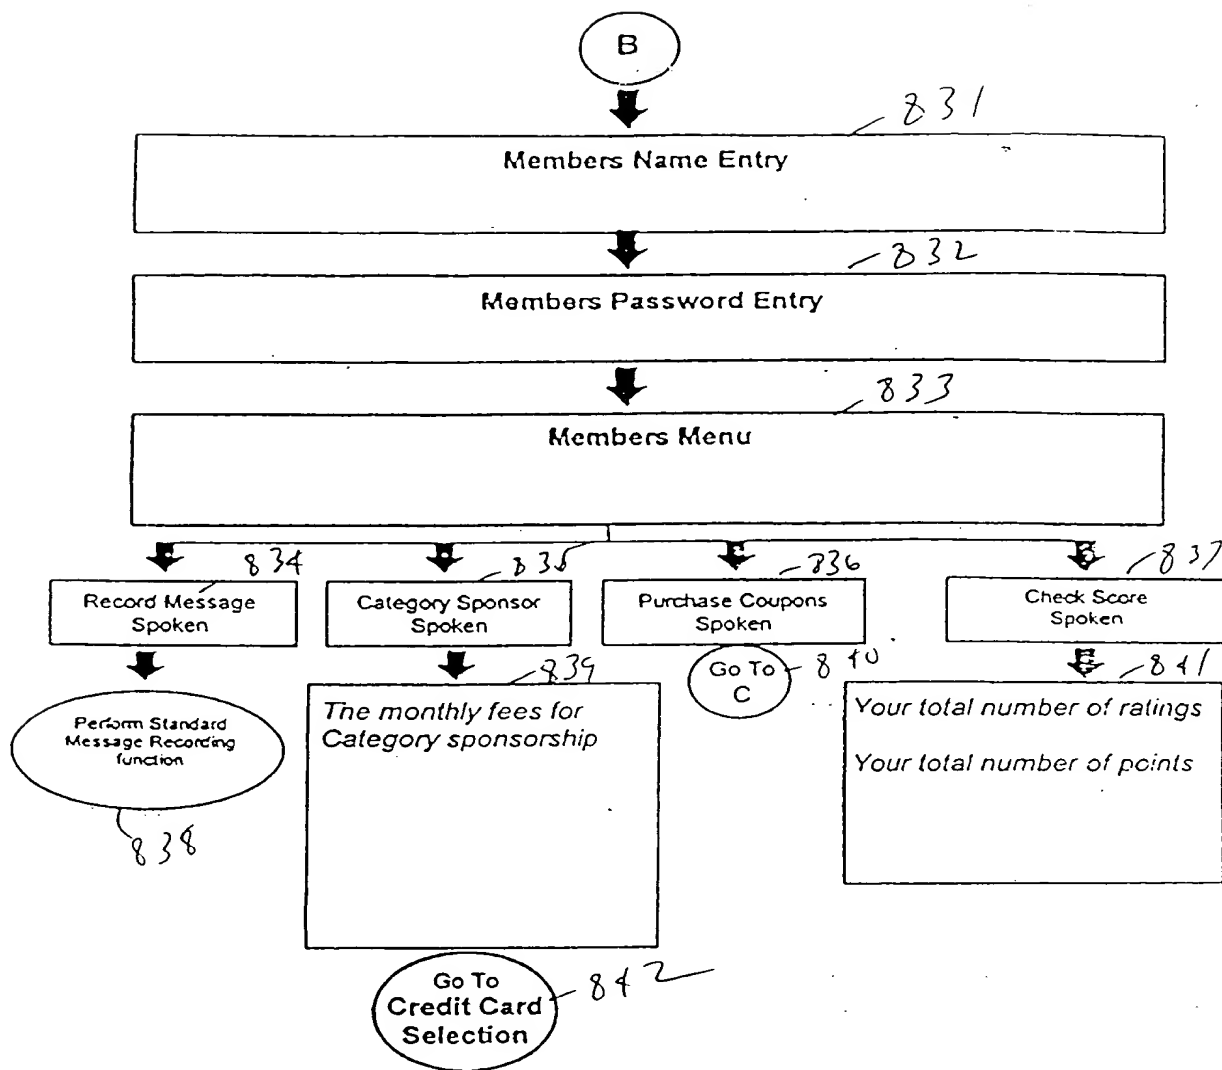 B
831
Members Name Entry
832
Members Password Entry
833
Members Menu
834
835
836
837
Record Message
Spoken
Category Sponsor
Spoken
Purchase Coupons
Spoken
Check Score
Spoken
838
Perform Standard
Message Recording
function
839
The monthly fees for
Category sponsorship
Go To
C
840
841
Your total number of ratings
Your total number of points
Go To
Credit Card
Selection
842